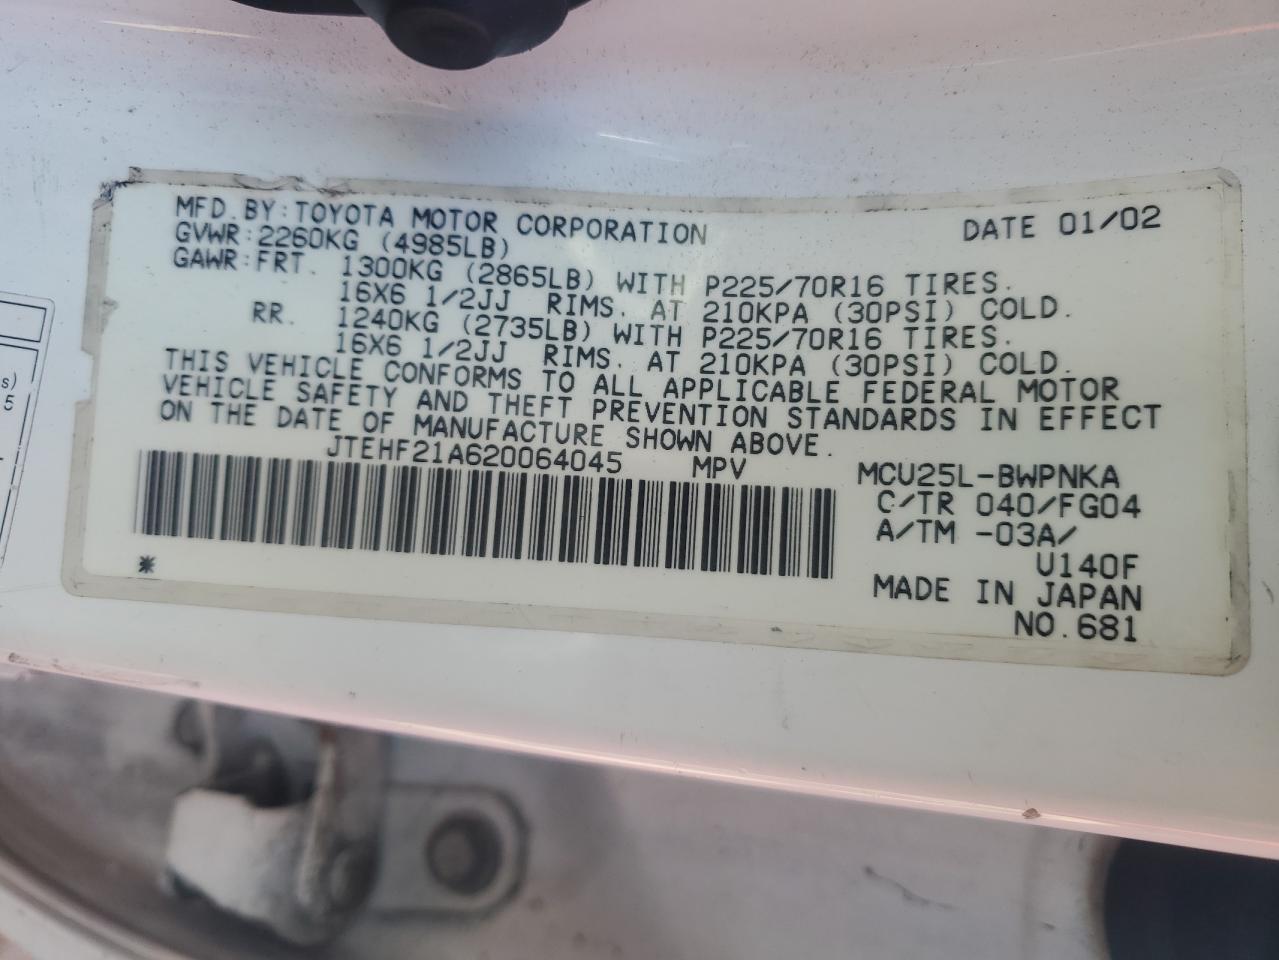 MFD. BY: TOYOTA MOTOR CORPORATION DATE 01/02
GVWR: 2260KG (4985LB)
GAWR: FRT. 1300KG (2865LB) WITH P225/70R16 TIRES.
16X6 1/2JJ RIMS. AT 210KPA (30PSI) COLD.
RR. 1240KG (2735LB) WITH P225/70R16 TIRES.
16X6 1/2JJ RIMS. AT 210KPA (30PSI) COLD.
THIS VEHICLE CONFORMS TO ALL APPLICABLE FEDERAL MOTOR
VEHICLE SAFETY AND THEFT PREVENTION STANDARDS IN EFFECT
ON THE DATE OF MANUFACTURE SHOWN ABOVE.
JTEHF21A620064045 MPV MCU25L-BWPNKA
C/TR 040/FG04
A/TM -03A/
U140F
*
MADE IN JAPAN
NO.681
s)
5